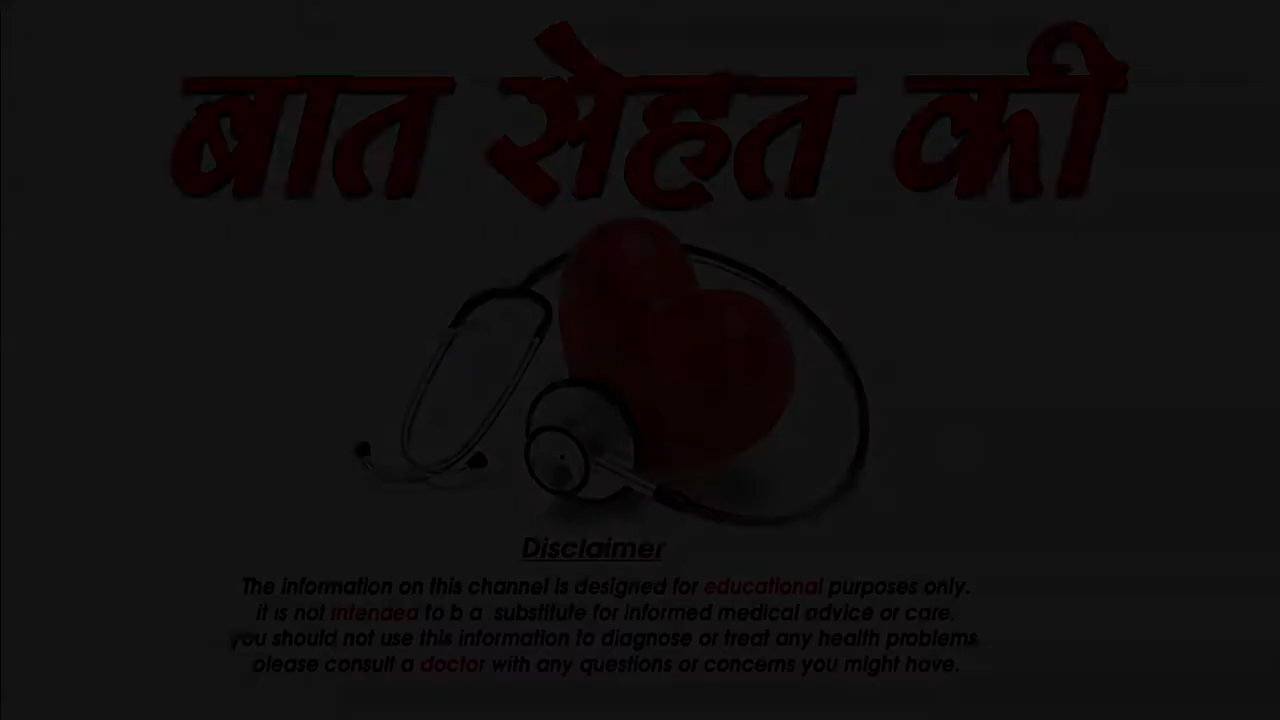 बात सेहत की
Disclaimer
The information on this channel is designed for educational purposes only.
it is not intended to b a substitute for informed medical advice or care.
you should not use this information to diagnose or treat any health problems
please consult a doctor with any questions or concerns you might have.